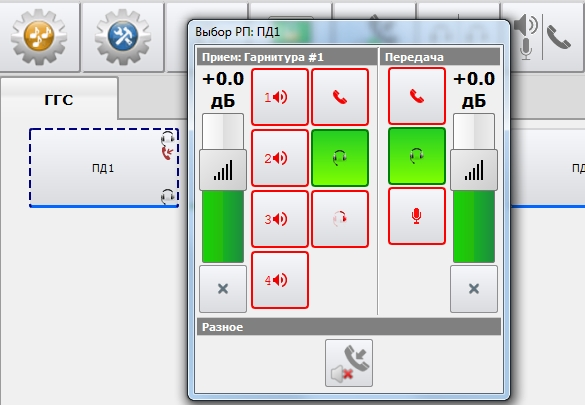 Выбор РП: ПД1
Прием: Гарнитура #1
Передача
+0.0
дБ
1
2
3
4
+0.0
дБ
Разное
ГГС
ПД1